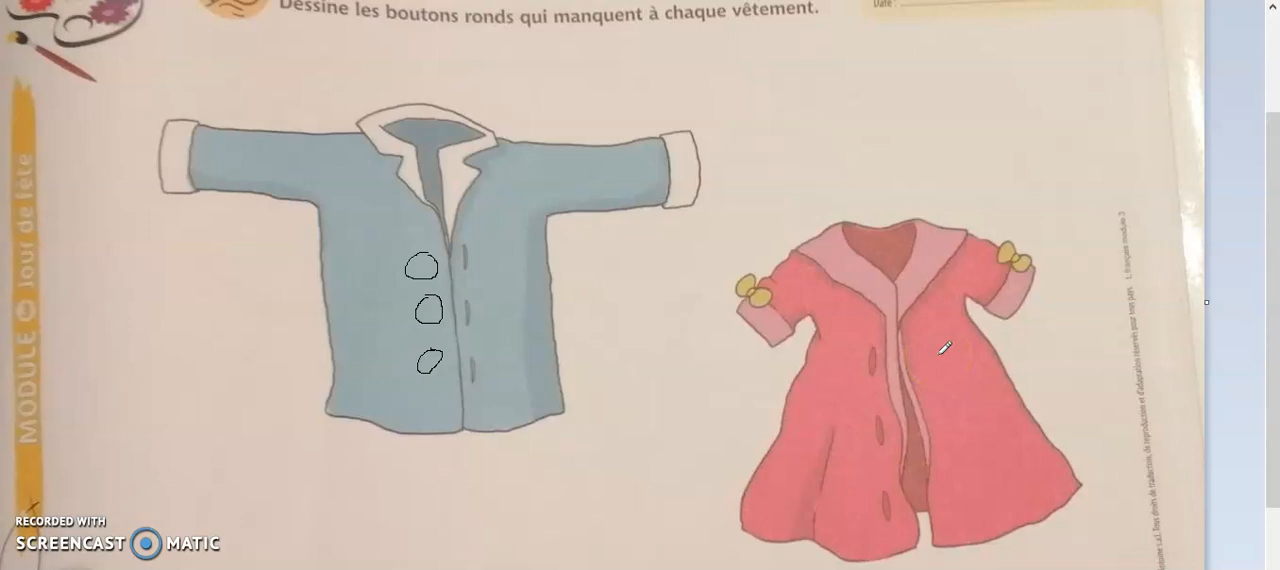 Dessine les boutons ronds qui manquent à chaque vêtement.
Date :
MODULE
Jour de fête
RECORDED WITH
SCREENCAST MATIC